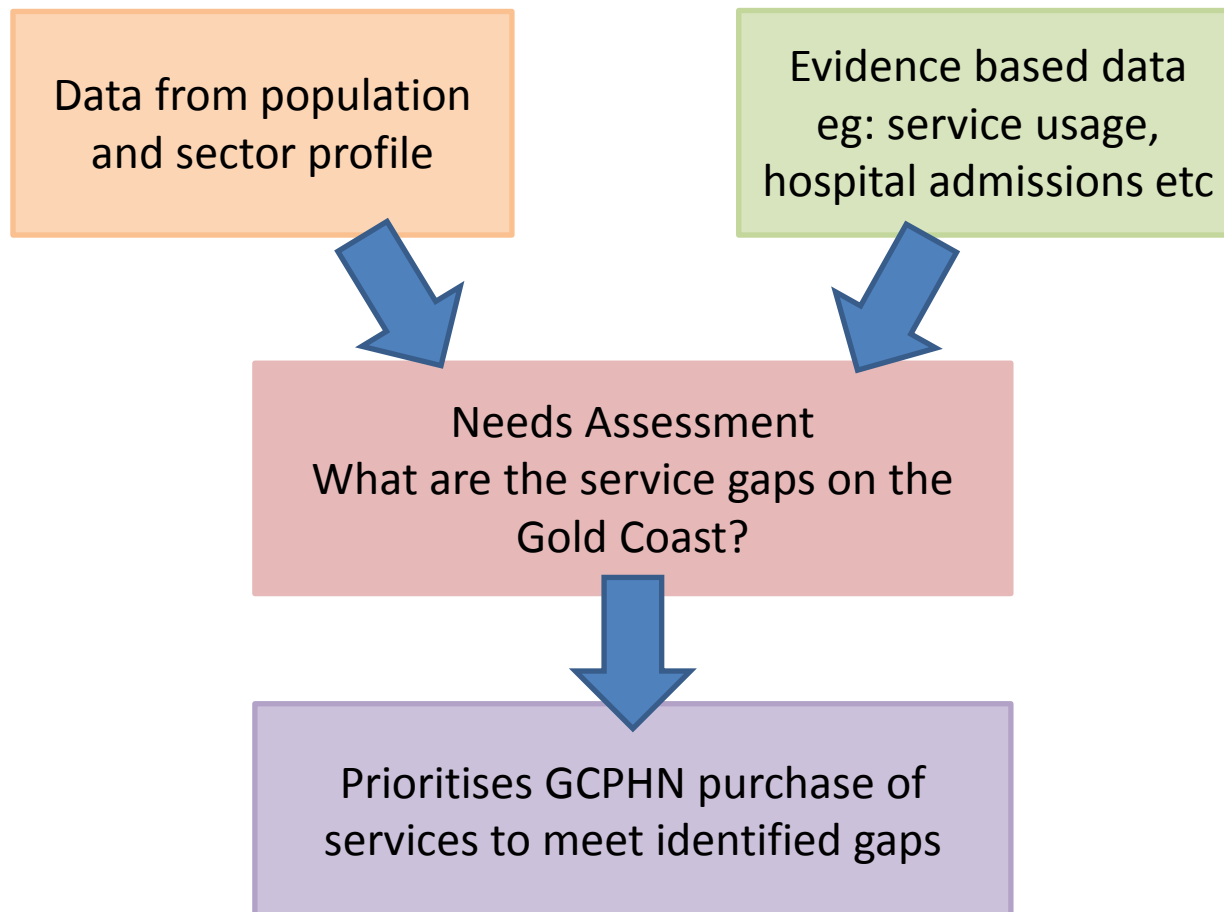 Data from population
and sector profile
Evidence based data
eg: service usage,
hospital admissions etc
Needs Assessment
What are the service gaps on the
Gold Coast?
Prioritises GCPHN purchase of
services to meet identified gaps